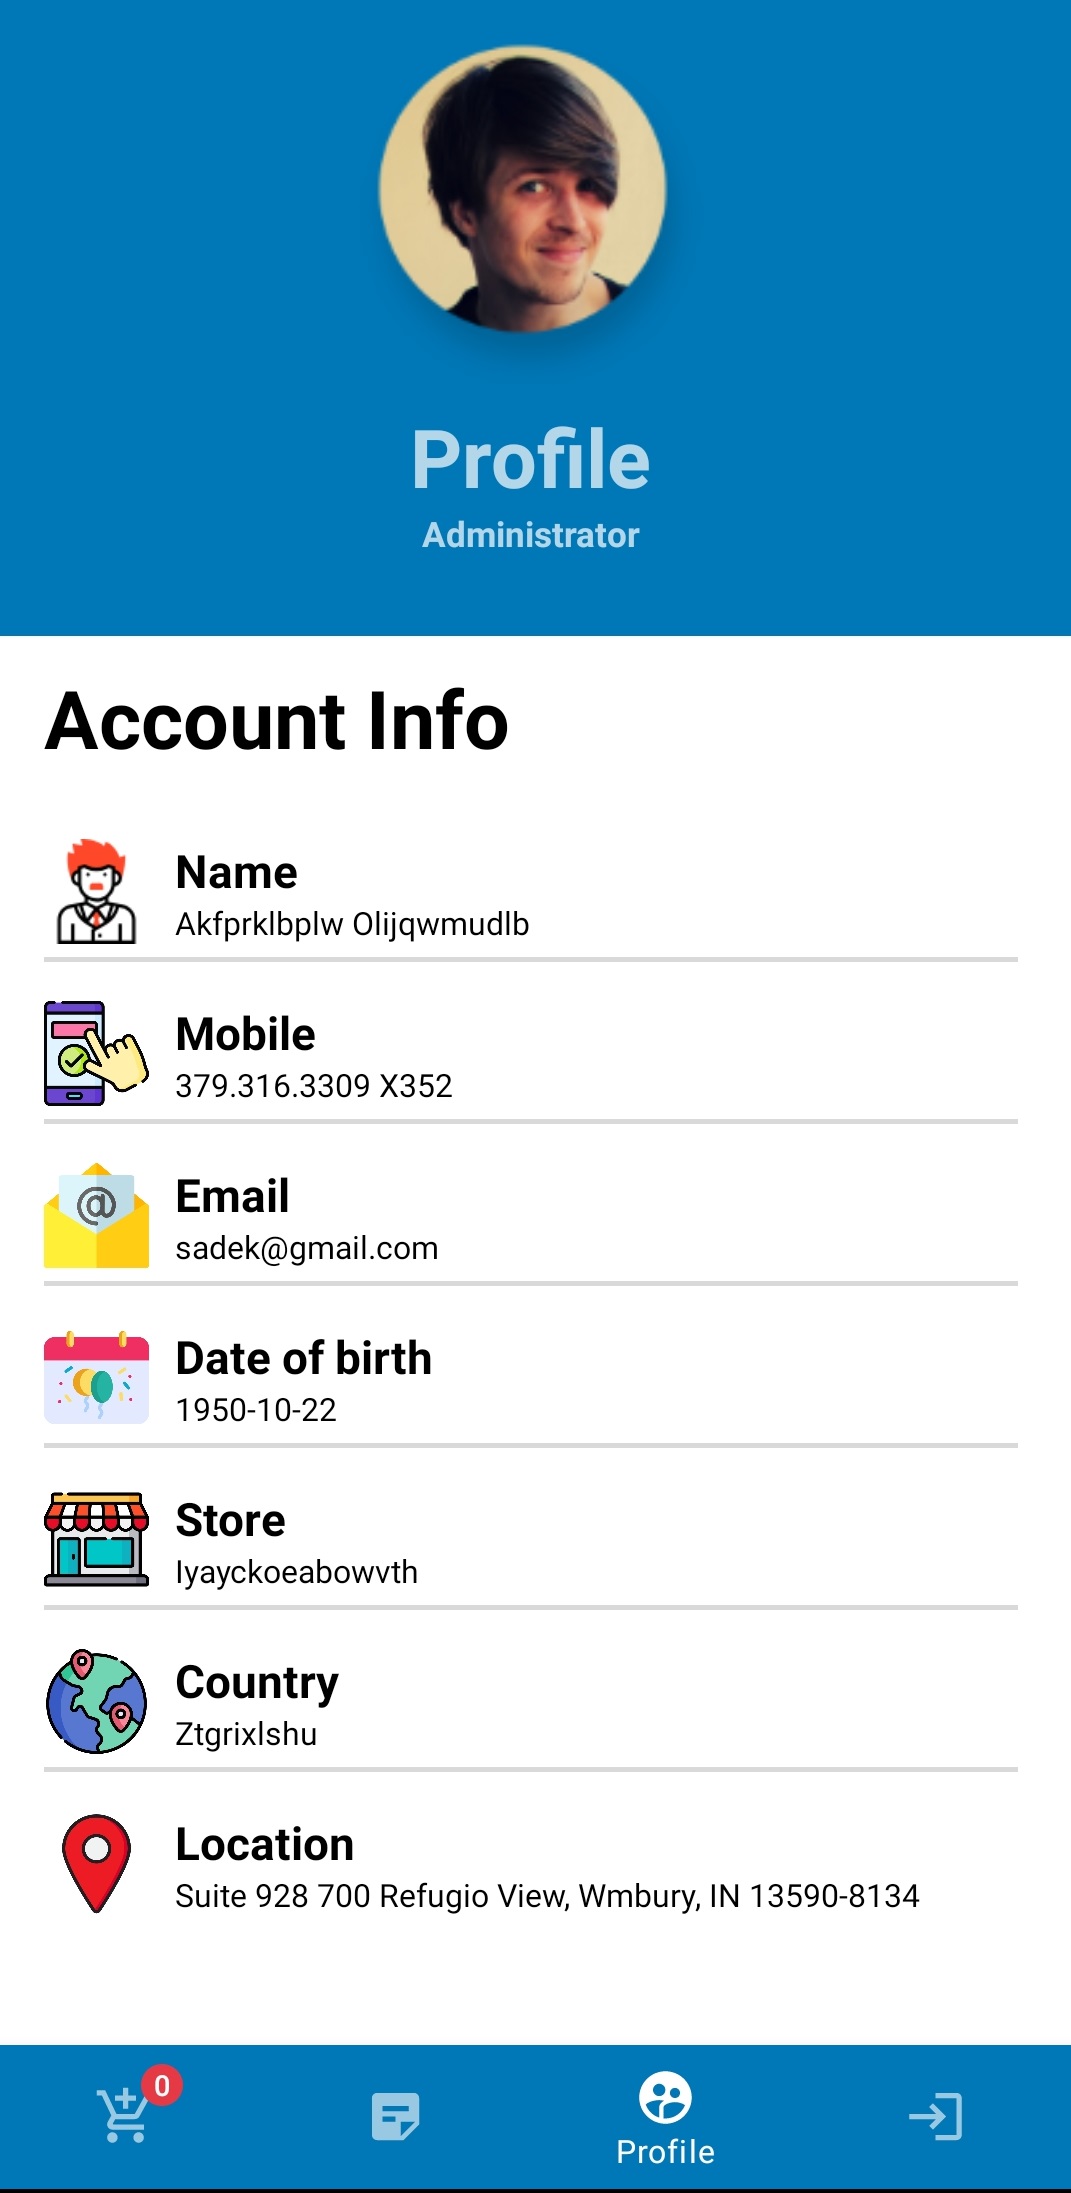 Profile
Administrator
Account Info
Name
Akfprklbplw Olijqwmudlb
Mobile
379.316.3309 X352
Email
sadek@gmail.com
Date of birth
1950-10-22
Store
Iyayckoeabowvth
Country
Ztgrixlshu
Location
Suite 928 700 Refugio View, Wmbury, IN 13590-8134
0
Profile